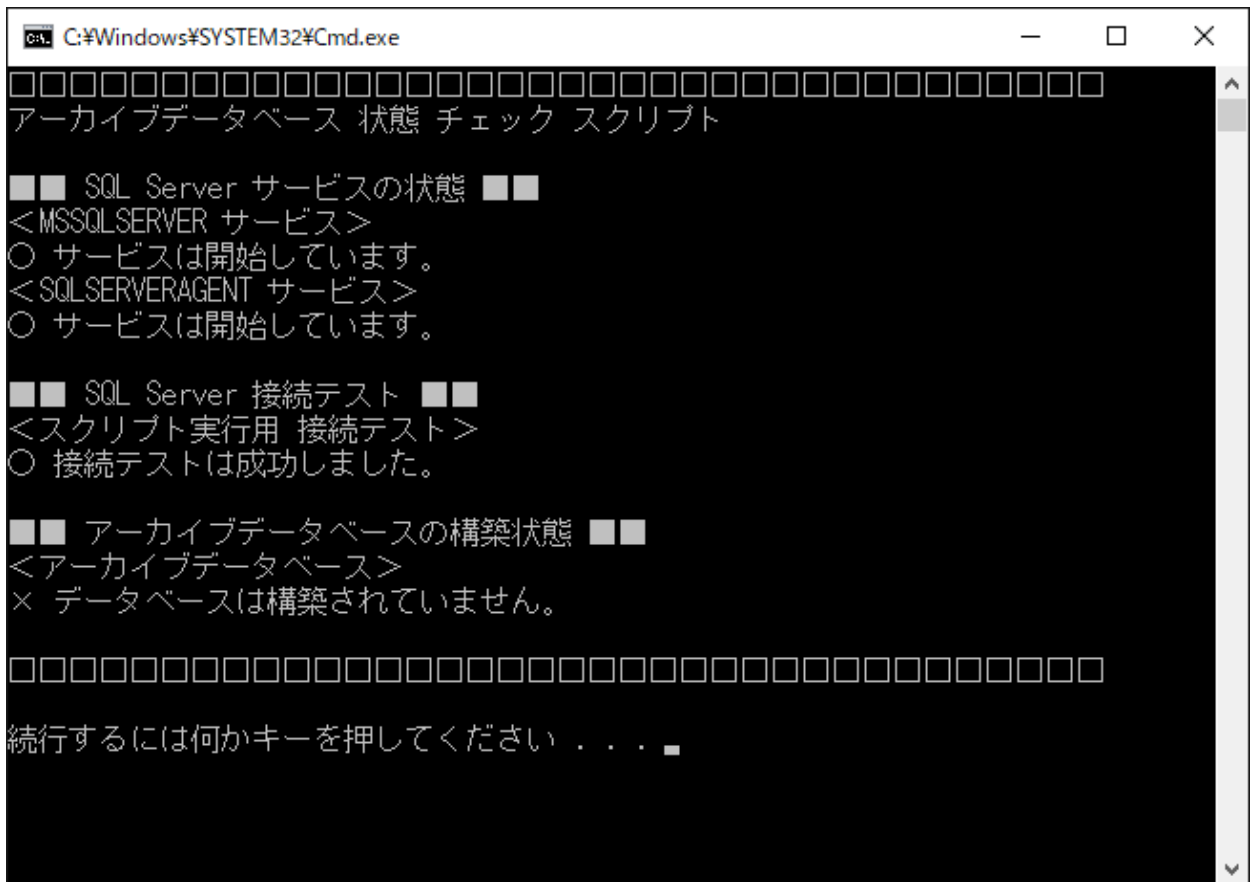 C:¥Windows¥SYSTEM32¥Cmd.exe
□□□□□□□□□□□□□□□□□□□□□□□□□□□□□□□□□□□□
アーカイブデータベース 状態 チェック スクリプト
■■ SQL Server サービスの状態 ■■
<MSSQLSERVER サービス>
○ サービスは開始しています。
<SQLSERVERAGENT サービス>
○ サービスは開始しています。
■■ SQL Server 接続テスト ■■
<スクリプト実行用 接続テスト>
○ 接続テストは成功しました。
■■ アーカイブデータベースの構築状態 ■■
<アーカイブデータベース>
× データベースは構築されていません。
□□□□□□□□□□□□□□□□□□□□□□□□□□□□□□□□□□□□
続行するには何かキーを押してください . . .